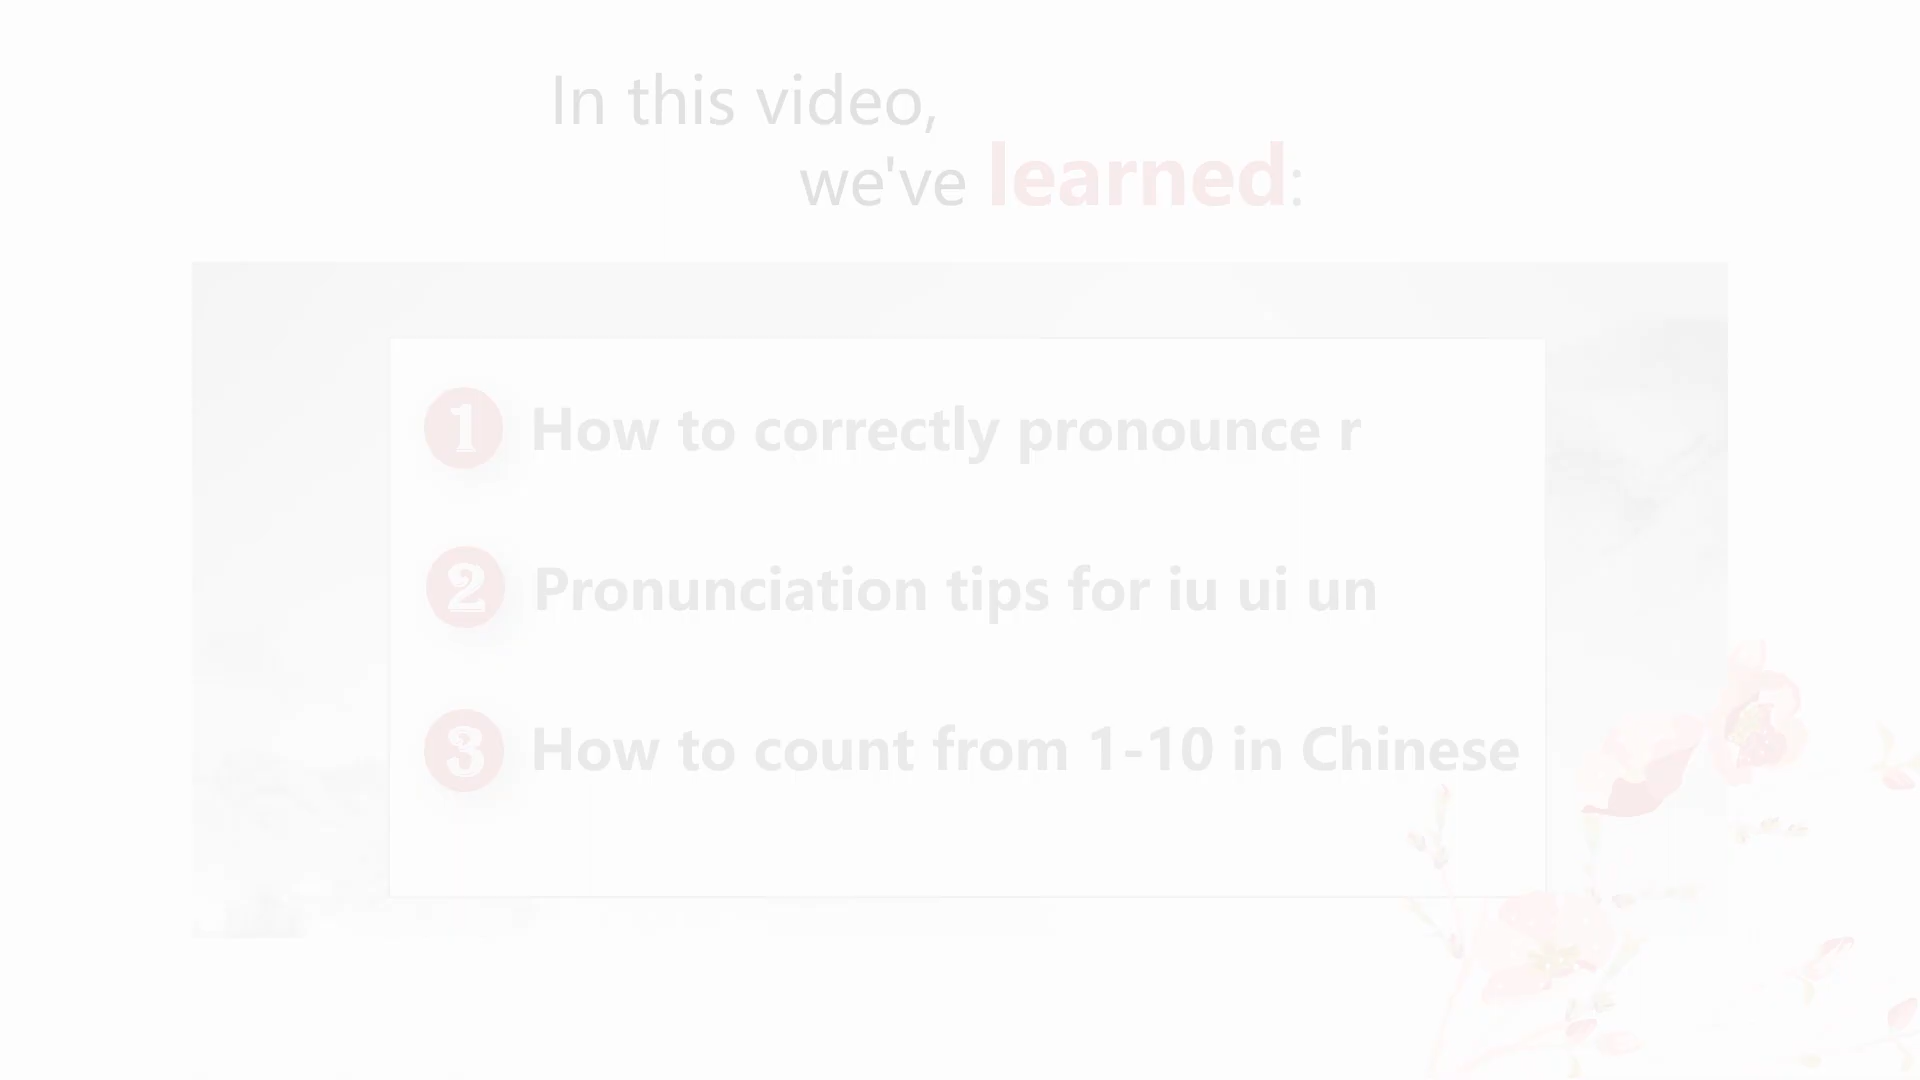 In this video,
we've learned:
1 How to correctly pronounce r
2 Pronunciation tips for iu ui un
3 How to count from 1-10 in Chinese